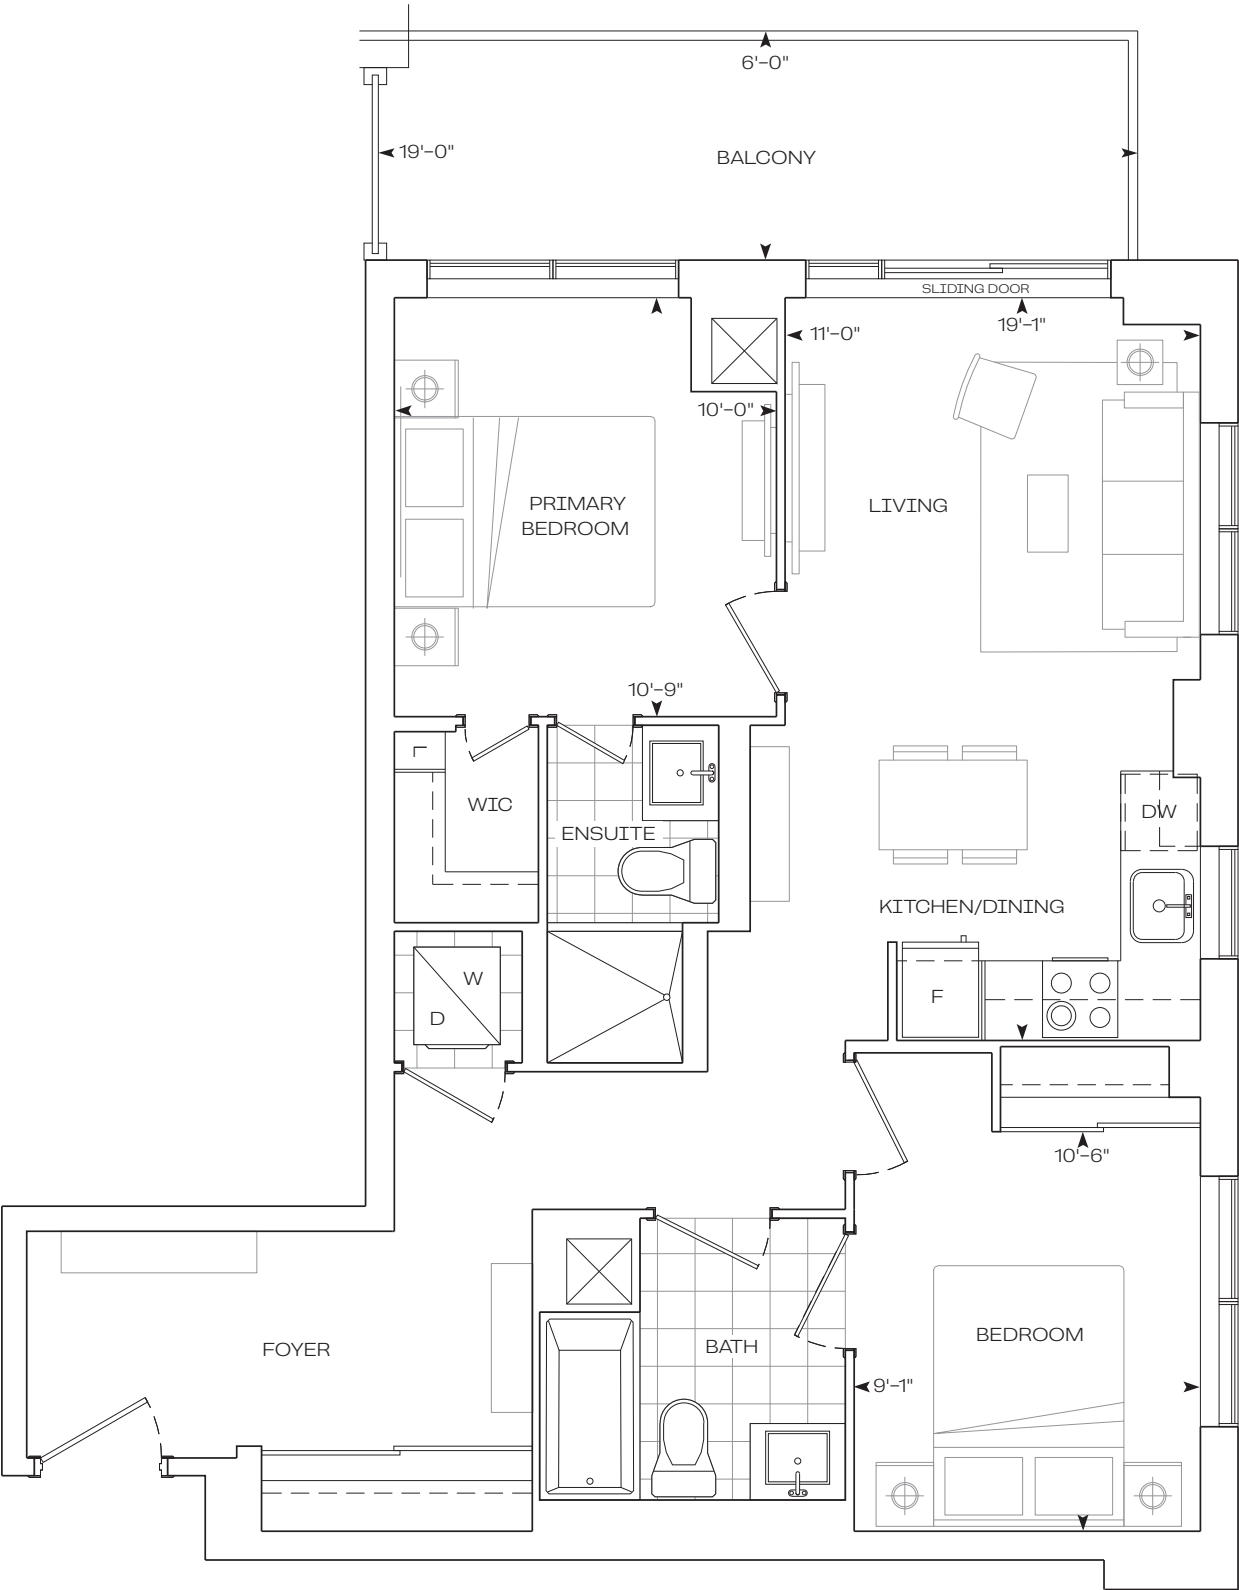 6'-0"
19'-0"
BALCONY
SLIDING DOOR
11'-0"
19'-1"
10'-0"
PRIMARY
BEDROOM
LIVING
10'-9"
WIC
ENSUITE
DW
KITCHEN/DINING
W
D
F
10'-6"
BEDROOM
BATH
FOYER
9'-1"